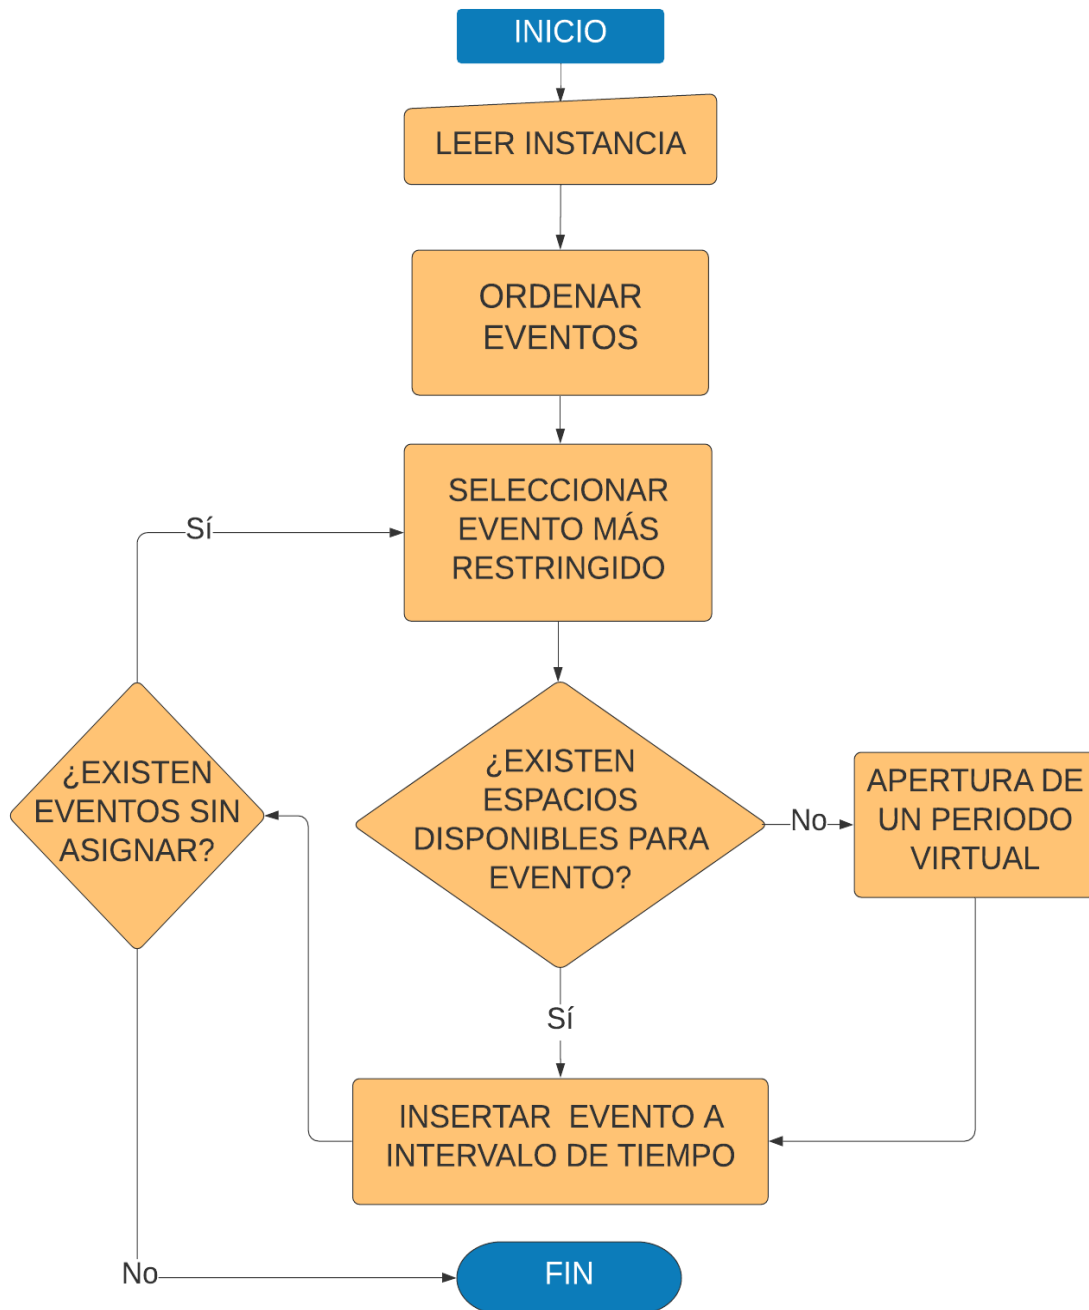 INICIO
LEER INSTANCIA
ORDENAR
EVENTOS
SELECCIONAR
EVENTO MÁS
RESTRINGIDO
Sí
¿EXISTEN
EVENTOS SIN
ASIGNAR?
¿EXISTEN
ESPACIOS
DISPONIBLES PARA
EVENTO?
No
APERTURA DE
UN PERIODO
VIRTUAL
Sí
INSERTAR EVENTO A
INTERVALO DE TIEMPO
No
FIN